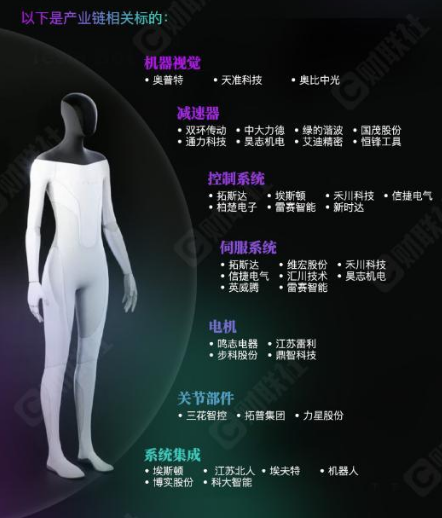 以下是产业链相关标的：
机器视觉
• 奥普特 • 天准科技 • 奥比中光
减速器
• 双环传动 • 中大力德 • 绿的谐波 • 国茂股份
• 通力科技 • 昊志机电 • 艾迪精密 • 恒锋工具
控制系统
• 拓斯达 • 埃斯顿 • 禾川科技 • 信捷电气
• 柏楚电子 • 雷赛智能 • 新时达
伺服系统
• 拓斯达 • 维宏股份 • 禾川科技
• 信捷电气 • 汇川技术 • 昊志机电
• 英威腾 • 雷赛智能
电机
• 鸣志电器 • 江苏雷利
• 步科股份 • 鼎智科技
关节部件
• 三花智控 • 拓普集团 • 力星股份
系统集成
• 埃斯顿 • 江苏北人 • 埃夫特 • 机器人
• 博实股份 • 科大智能
财联社